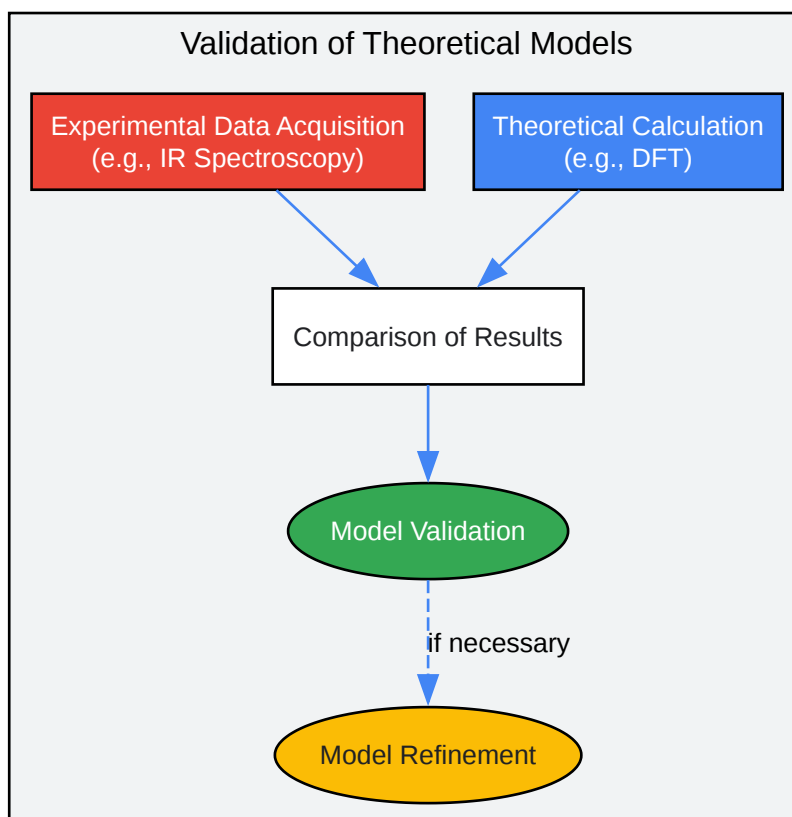 Validation of Theoretical Models
Experimental Data Acquisition
(e.g., IR Spectroscopy)
Theoretical Calculation
(e.g., DFT)
Comparison of Results
Model Validation
if necessary
Model Refinement